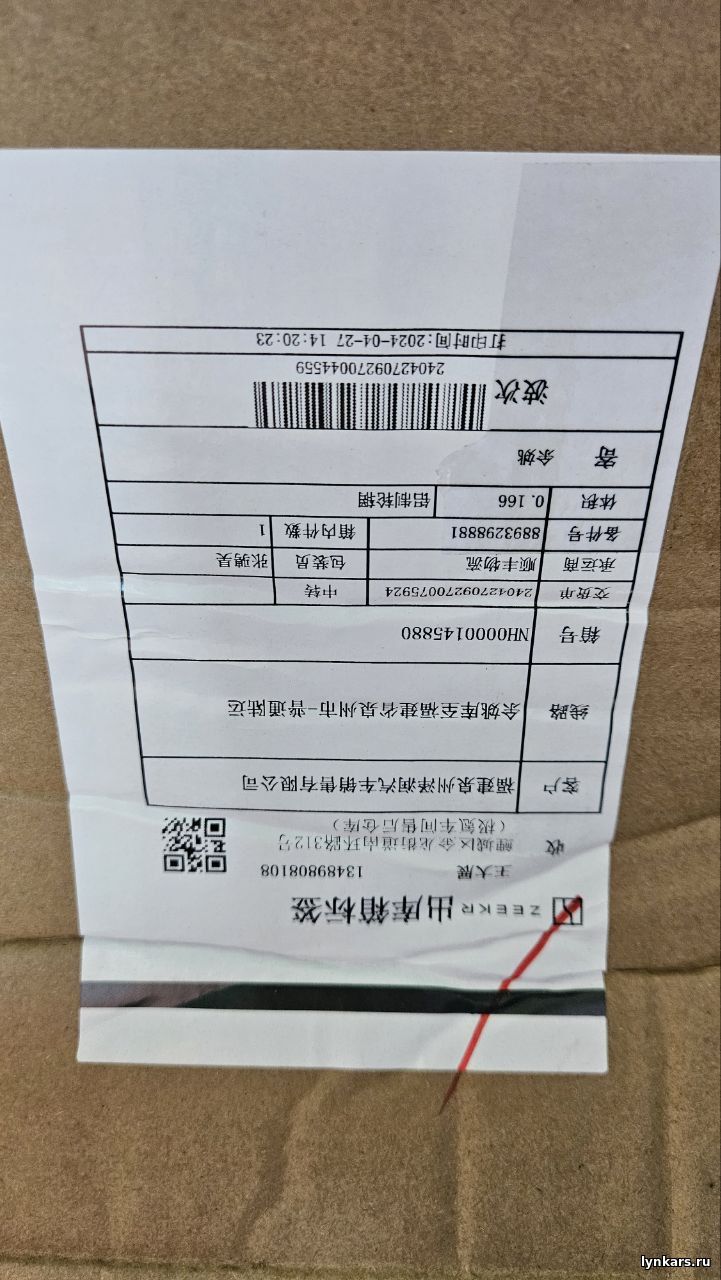 ZEEKR 出库箱标签
王大展 13489808108
收 鲤城区金龙街道内环路312号
(极氪车间售后仓库)
客户 福建泉州泽润汽车销售有限公司
线路 余姚库至福建省泉州市-普通陆运
箱号 NH0000145880
交货单 24042709270075924 中转
承运商 顺丰物流 包装员 张骋昊
备件号 8893298881 箱内件数 1
体积 0.166 铝制轮辋
寄 余姚
波次 240427092700044559
打印时间:2024-04-27 14:20:23
lynkars.ru